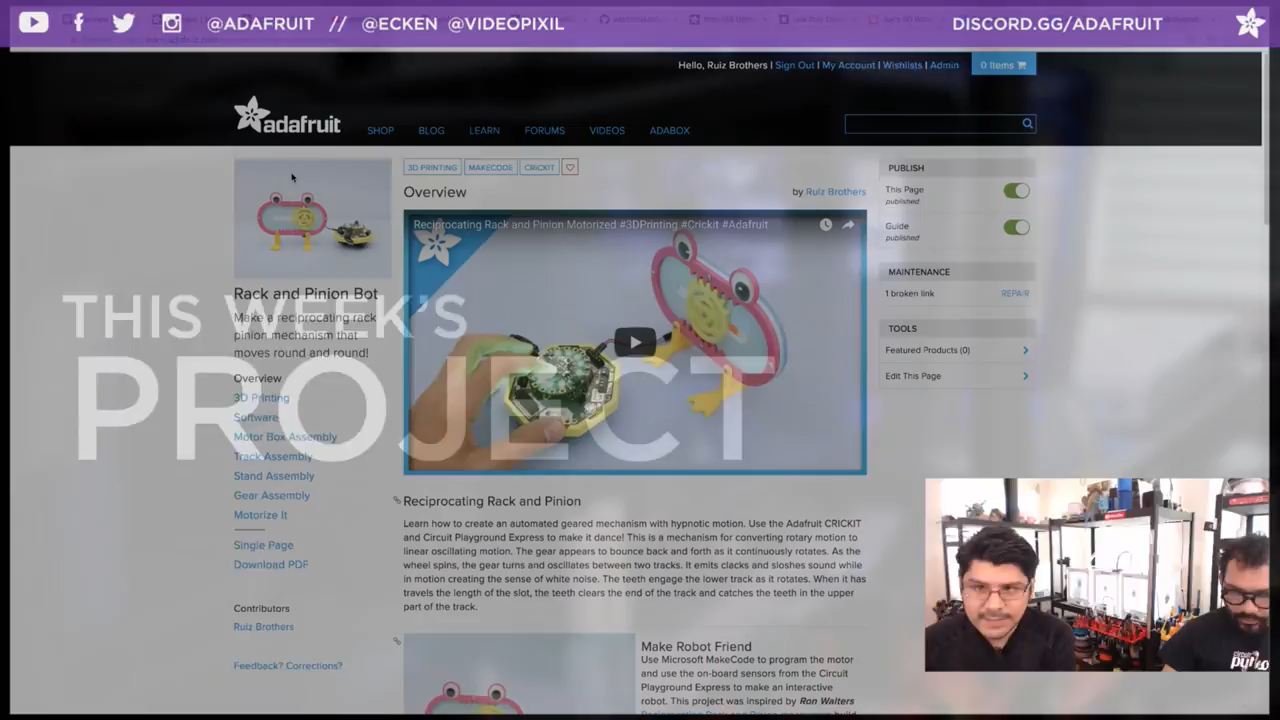 @ADAFRUIT // @ECKEN @VIDEOPIXIL
DISCORD.GG/ADAFRUIT
Hello, Ruiz Brothers | Sign Out | My Account | Wishlists | Admin
0 Items
adafruit
SHOP BLOG LEARN FORUMS VIDEOS ADABOX
3D PRINTING MAKECODE CRICKIT
Overview
by Ruiz Brothers
Reciprocating Rack and Pinion Motorized #3DPrinting #Crickit #Adafruit
THIS WEEK'S
PROJECT
Rack and Pinion Bot
Make a reciprocating rack
pinion mechanism that
moves round and round!
Overview
3D Printing
Software
Motor Box Assembly
Track Assembly
Stand Assembly
Gear Assembly
Motorize It
Single Page
Download PDF
Contributors
Ruiz Brothers
Feedback? Corrections?
Reciprocating Rack and Pinion
Learn how to create an automated geared mechanism with hypnotic motion. Use the Adafruit CRICKIT
and Circuit Playground Express to make it dance! This is a mechanism for converting rotary motion to
linear oscillating motion. The gear appears to bounce back and forth as it continuously rotates. As the
wheel spins, the gear turns and oscillates between two tracks. It emits clacks and sloshes sound while
in motion creating the sense of white noise. The teeth engage the lower track as it rotates. When it has
travels the length of the slot, the teeth clears the end of the track and catches the teeth in the upper
part of the track.
Make Robot Friend
Use Microsoft MakeCode to program the motor
and use the on-board sensors from the Circuit
Playground Express to make an interactive
robot. This project was inspired by Ron Walters
PUBLISH
This Page
published
Guide
published
MAINTENANCE
1 broken link REPAIR
TOOLS
Featured Products (0)
Edit This Page